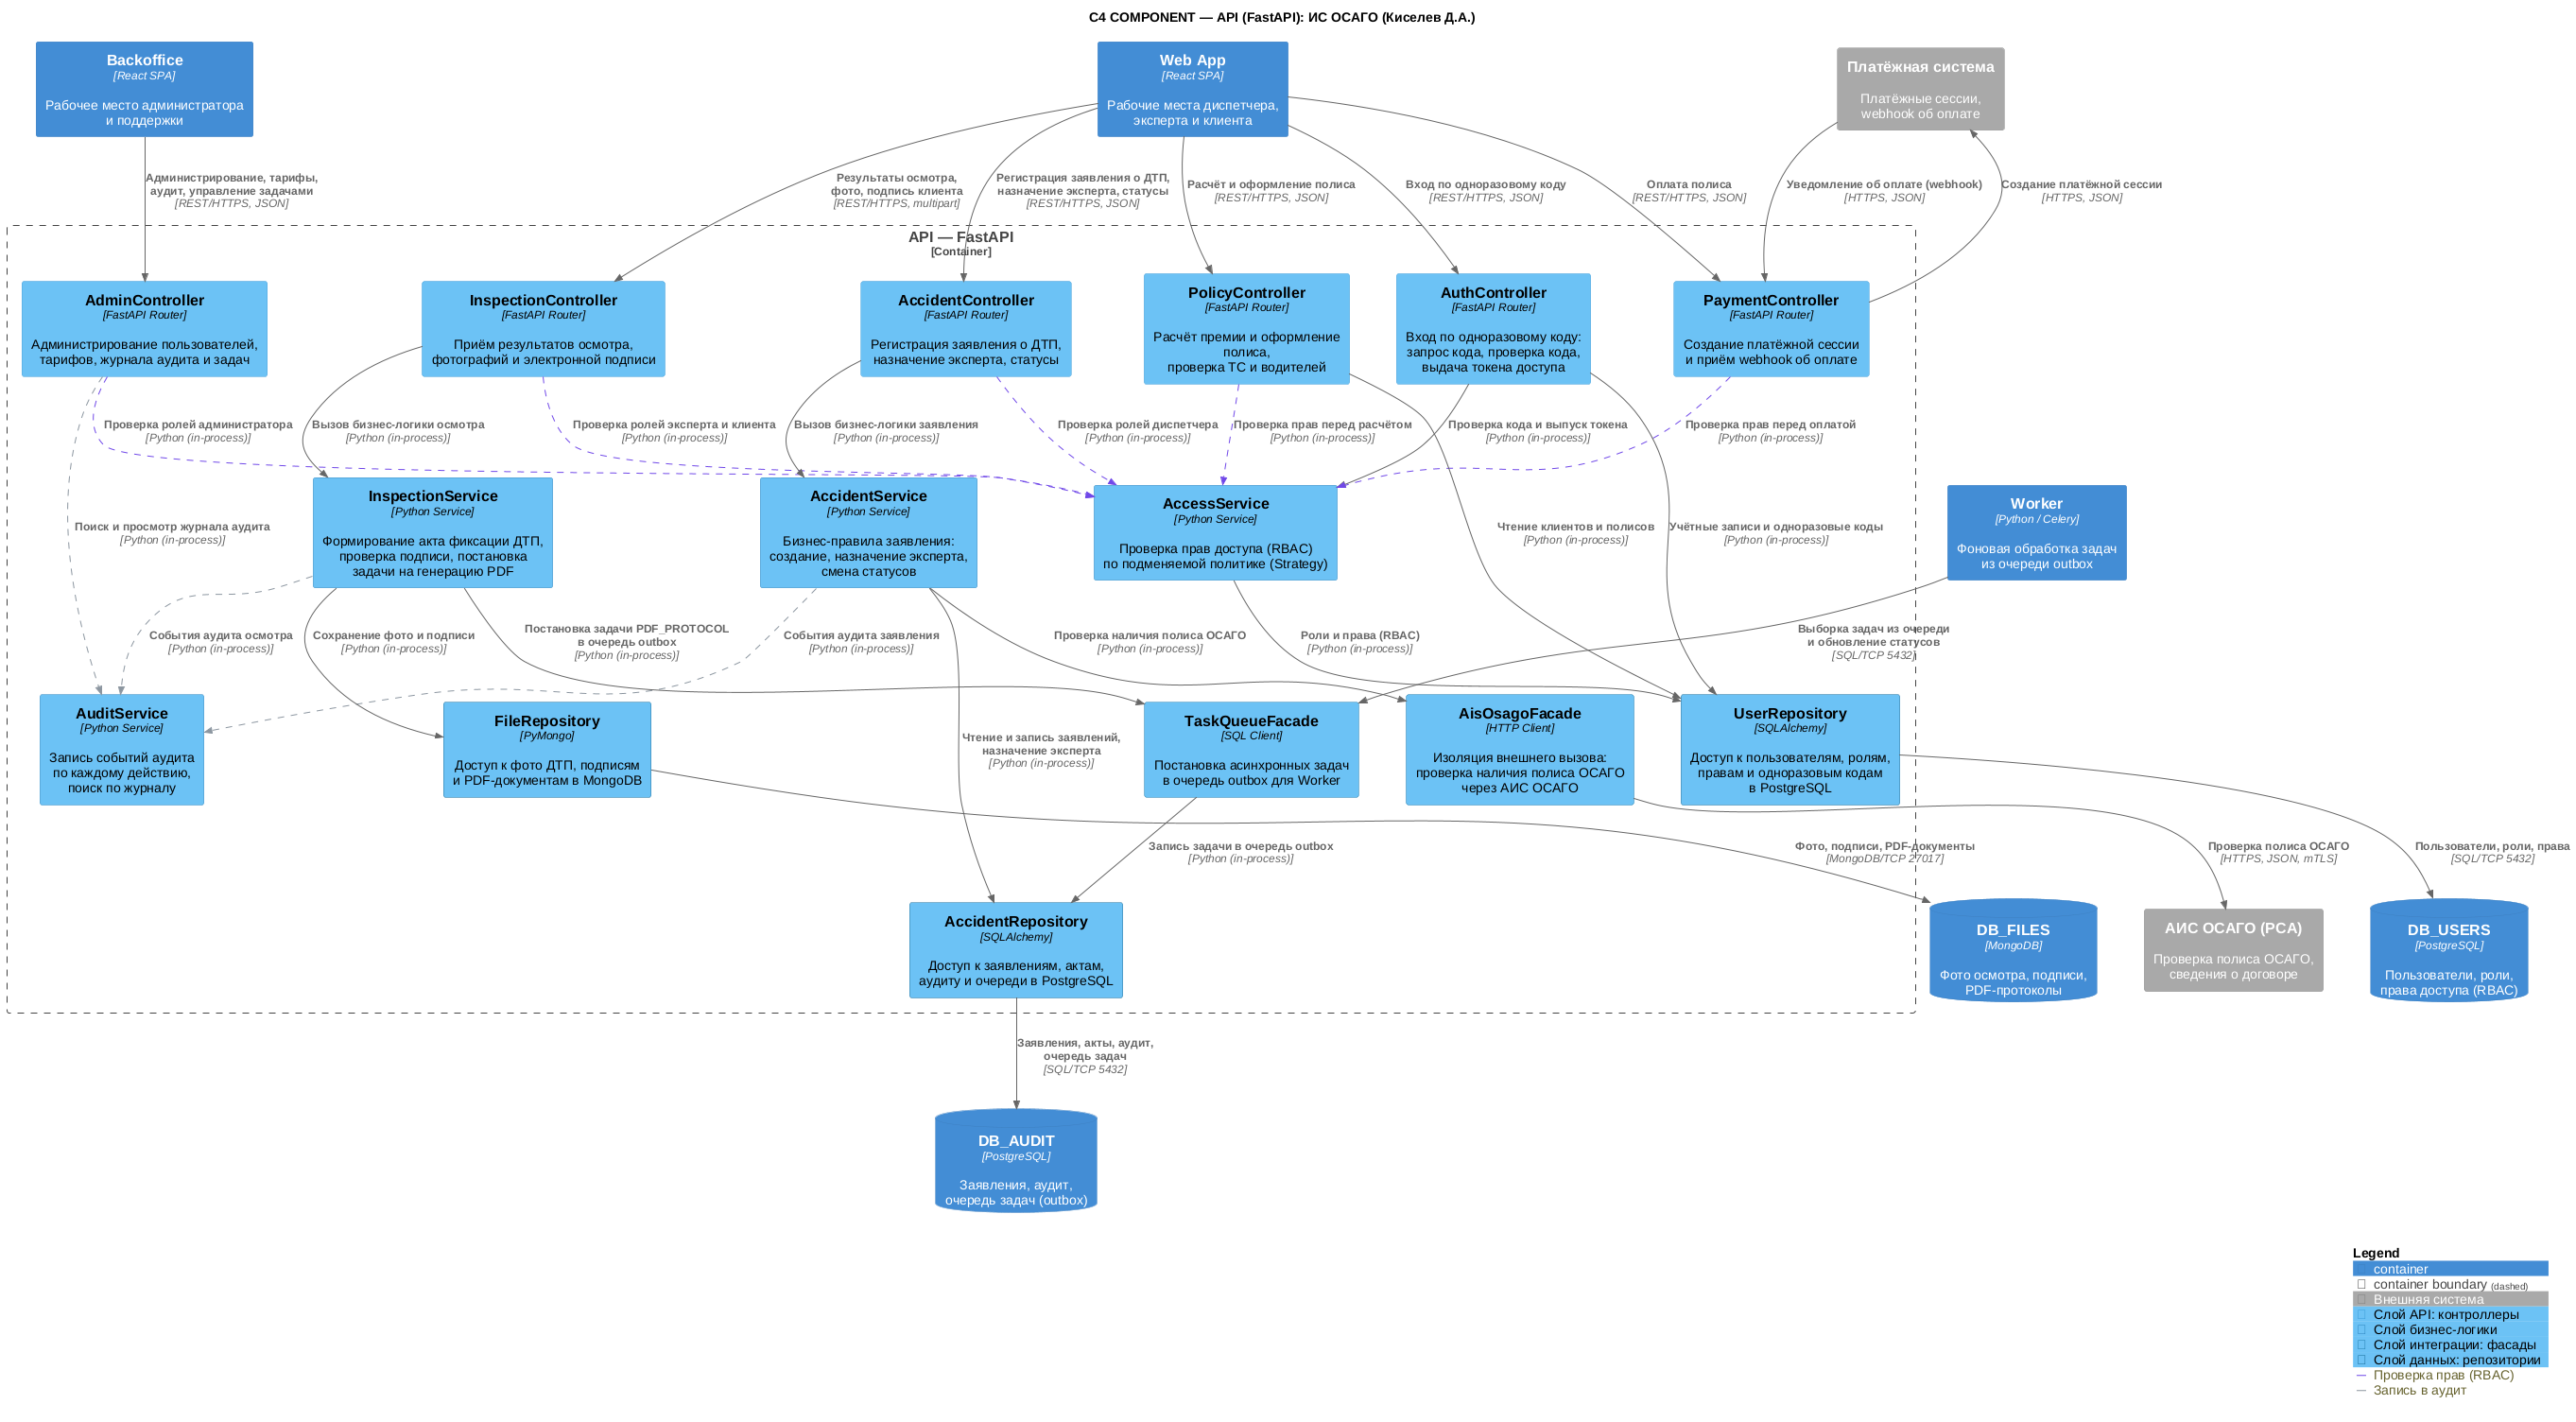 C4 COMPONENT — API (FastAPI): ИС ОСАГО (Киселев Д.А.)
Backoffice
[React SPA]
Рабочее место администратора
и поддержки
Web App
[React SPA]
Рабочие места диспетчера,
эксперта и клиента
Платёжная система
Платёжные сессии,
webhook об оплате
Администрирование, тарифы,
аудит, управление задачами
[REST/HTTPS, JSON]
Результаты осмотра,
фото, подпись клиента
[REST/HTTPS, multipart]
Регистрация заявления о ДТП,
назначение эксперта, статусы
[REST/HTTPS, JSON]
Расчёт и оформление полиса
[REST/HTTPS, JSON]
Вход по одноразовому коду
[REST/HTTPS, JSON]
Оплата полиса
[REST/HTTPS, JSON]
Уведомление об оплате (webhook)
[HTTPS, JSON]
Создание платёжной сессии
[HTTPS, JSON]
API — FastAPI
[Container]
AdminController
[FastAPI Router]
Администрирование пользователей,
тарифов, журнала аудита и задач
InspectionController
[FastAPI Router]
Приём результатов осмотра,
фотографий и электронной подписи
AccidentController
[FastAPI Router]
Регистрация заявления о ДТП,
назначение эксперта, статусы
PolicyController
[FastAPI Router]
Расчёт премии и оформление
полиса,
проверка ТС и водителей
AuthController
[FastAPI Router]
Вход по одноразовому коду:
запрос кода, проверка кода,
выдача токена доступа
PaymentController
[FastAPI Router]
Создание платёжной сессии
и приём webhook об оплате
Проверка ролей администратора
[Python (in-process)]
Вызов бизнес-логики осмотра
[Python (in-process)]
Проверка ролей эксперта и клиента
[Python (in-process)]
Вызов бизнес-логики заявления
[Python (in-process)]
Проверка ролей диспетчера
[Python (in-process)]
Проверка прав перед расчётом
[Python (in-process)]
Проверка кода и выпуск токена
[Python (in-process)]
Проверка прав перед оплатой
[Python (in-process)]
Поиск и просмотр журнала аудита
[Python (in-process)]
InspectionService
[Python Service]
Формирование акта фиксации ДТП,
проверка подписи, постановка
задачи на генерацию PDF
AccidentService
[Python Service]
Бизнес-правила заявления:
создание, назначение эксперта,
смена статусов
AccessService
[Python Service]
Проверка прав доступа (RBAC)
по подменяемой политике (Strategy)
Чтение клиентов и полисов
[Python (in-process)]
Учётные записи и одноразовые коды
[Python (in-process)]
Worker
[Python / Celery]
Фоновая обработка задач
из очереди outbox
События аудита осмотра
[Python (in-process)]
Сохранение фото и подписи
[Python (in-process)]
Постановка задачи PDF_PROTOCOL
в очередь outbox
[Python (in-process)]
События аудита заявления
[Python (in-process)]
Проверка наличия полиса ОСАГО
[Python (in-process)]
Роли и права (RBAC)
[Python (in-process)]
Выборка задач из очереди
и обновление статусов
[SQL/TCP 5432]
AuditService
[Python Service]
Запись событий аудита
по каждому действию,
поиск по журналу
FileRepository
[PyMongo]
Доступ к фото ДТП, подписям
и PDF-документам в MongoDB
Чтение и запись заявлений,
назначение эксперта
[Python (in-process)]
TaskQueueFacade
[SQL Client]
Постановка асинхронных задач
в очередь outbox для Worker
AisOsagoFacade
[HTTP Client]
Изоляция внешнего вызова:
проверка наличия полиса ОСАГО
через АИС ОСАГО
UserRepository
[SQLAlchemy]
Доступ к пользователям, ролям,
правам и одноразовым кодам
в PostgreSQL
Запись задачи в очередь outbox
[Python (in-process)]
Фото, подписи, PDF-документы
[MongoDB/TCP 27017]
Проверка полиса ОСАГО
[HTTPS, JSON, mTLS]
Пользователи, роли, права
[SQL/TCP 5432]
AccidentRepository
[SQLAlchemy]
Доступ к заявлениям, актам,
аудиту и очереди в PostgreSQL
DB_FILES
[MongoDB]
Фото осмотра, подписи,
PDF-протоколы
АИС ОСАГО (РСА)
Проверка полиса ОСАГО,
сведения о договоре
DB_USERS
[PostgreSQL]
Пользователи, роли,
права доступа (RBAC)
Заявления, акты, аудит,
очередь задач
[SQL/TCP 5432]
DB_AUDIT
[PostgreSQL]
Заявления, аудит,
очередь задач (outbox)
Legend
container
container boundary (dashed)
Внешняя система
Слой API: контроллеры
Слой бизнес-логики
Слой интеграции: фасады
Слой данных: репозитории
Проверка прав (RBAC)
Запись в аудит